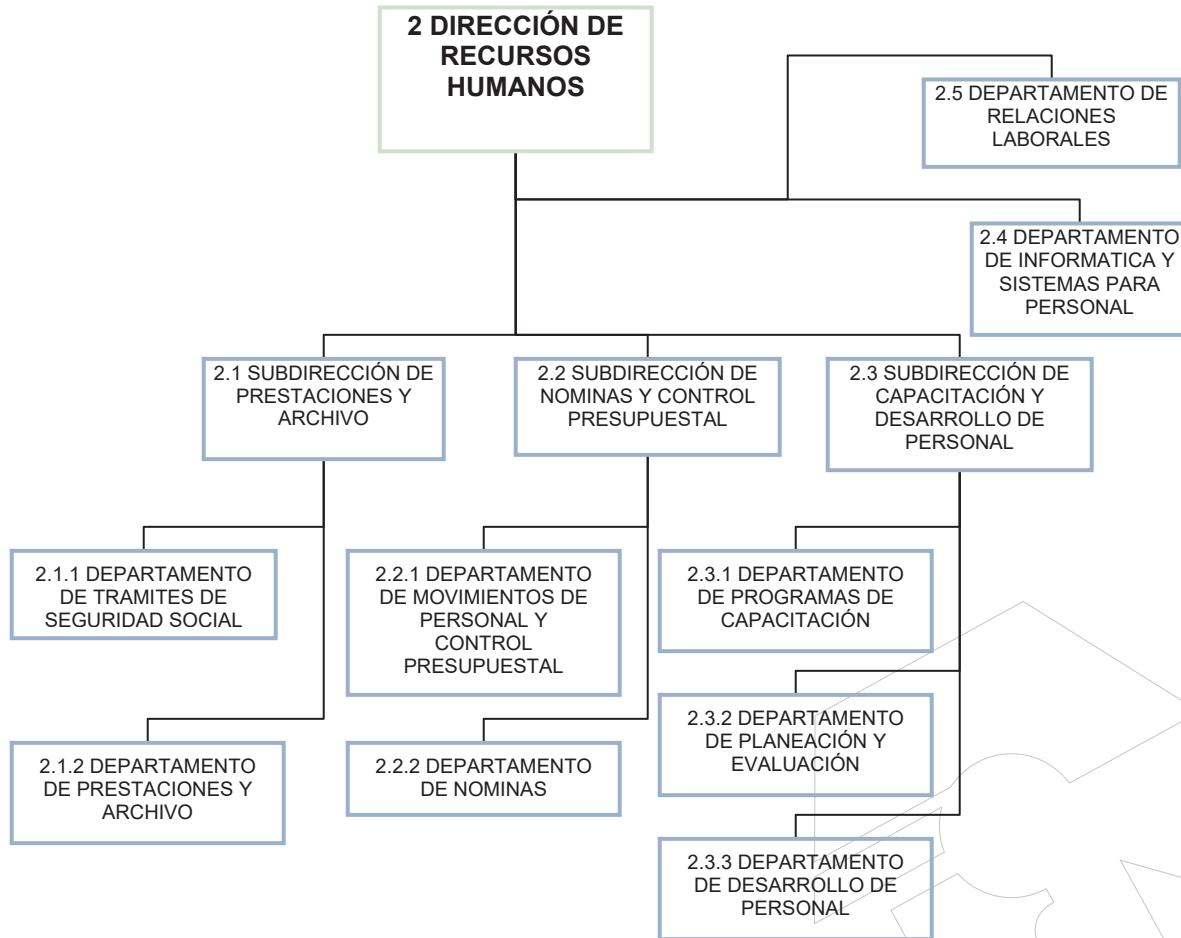 2 DIRECCIÓN DE
RECURSOS
HUMANOS
2.5 DEPARTAMENTO DE
RELACIONES
LABORALES
2.4 DEPARTAMENTO
DE INFORMATICA Y
SISTEMAS PARA
PERSONAL
2.1 SUBDIRECCIÓN DE
PRESTACIONES Y
ARCHIVO
2.2 SUBDIRECCIÓN DE
NOMINAS Y CONTROL
PRESUPUESTAL
2.3 SUBDIRECCIÓN DE
CAPACITACIÓN Y
DESARROLLO DE
PERSONAL
2.1.1 DEPARTAMENTO
DE TRAMITES DE
SEGURIDAD SOCIAL
2.2.1 DEPARTAMENTO
DE MOVIMIENTOS DE
PERSONAL Y
CONTROL
PRESUPUESTAL
2.3.1 DEPARTAMENTO
DE PROGRAMAS DE
CAPACITACIÓN
2.1.2 DEPARTAMENTO
DE PRESTACIONES Y
ARCHIVO
2.2.2 DEPARTAMENTO
DE NOMINAS
2.3.2 DEPARTAMENTO
DE PLANEACIÓN Y
EVALUACIÓN
2.3.3 DEPARTAMENTO
DE DESARROLLO DE
PERSONAL